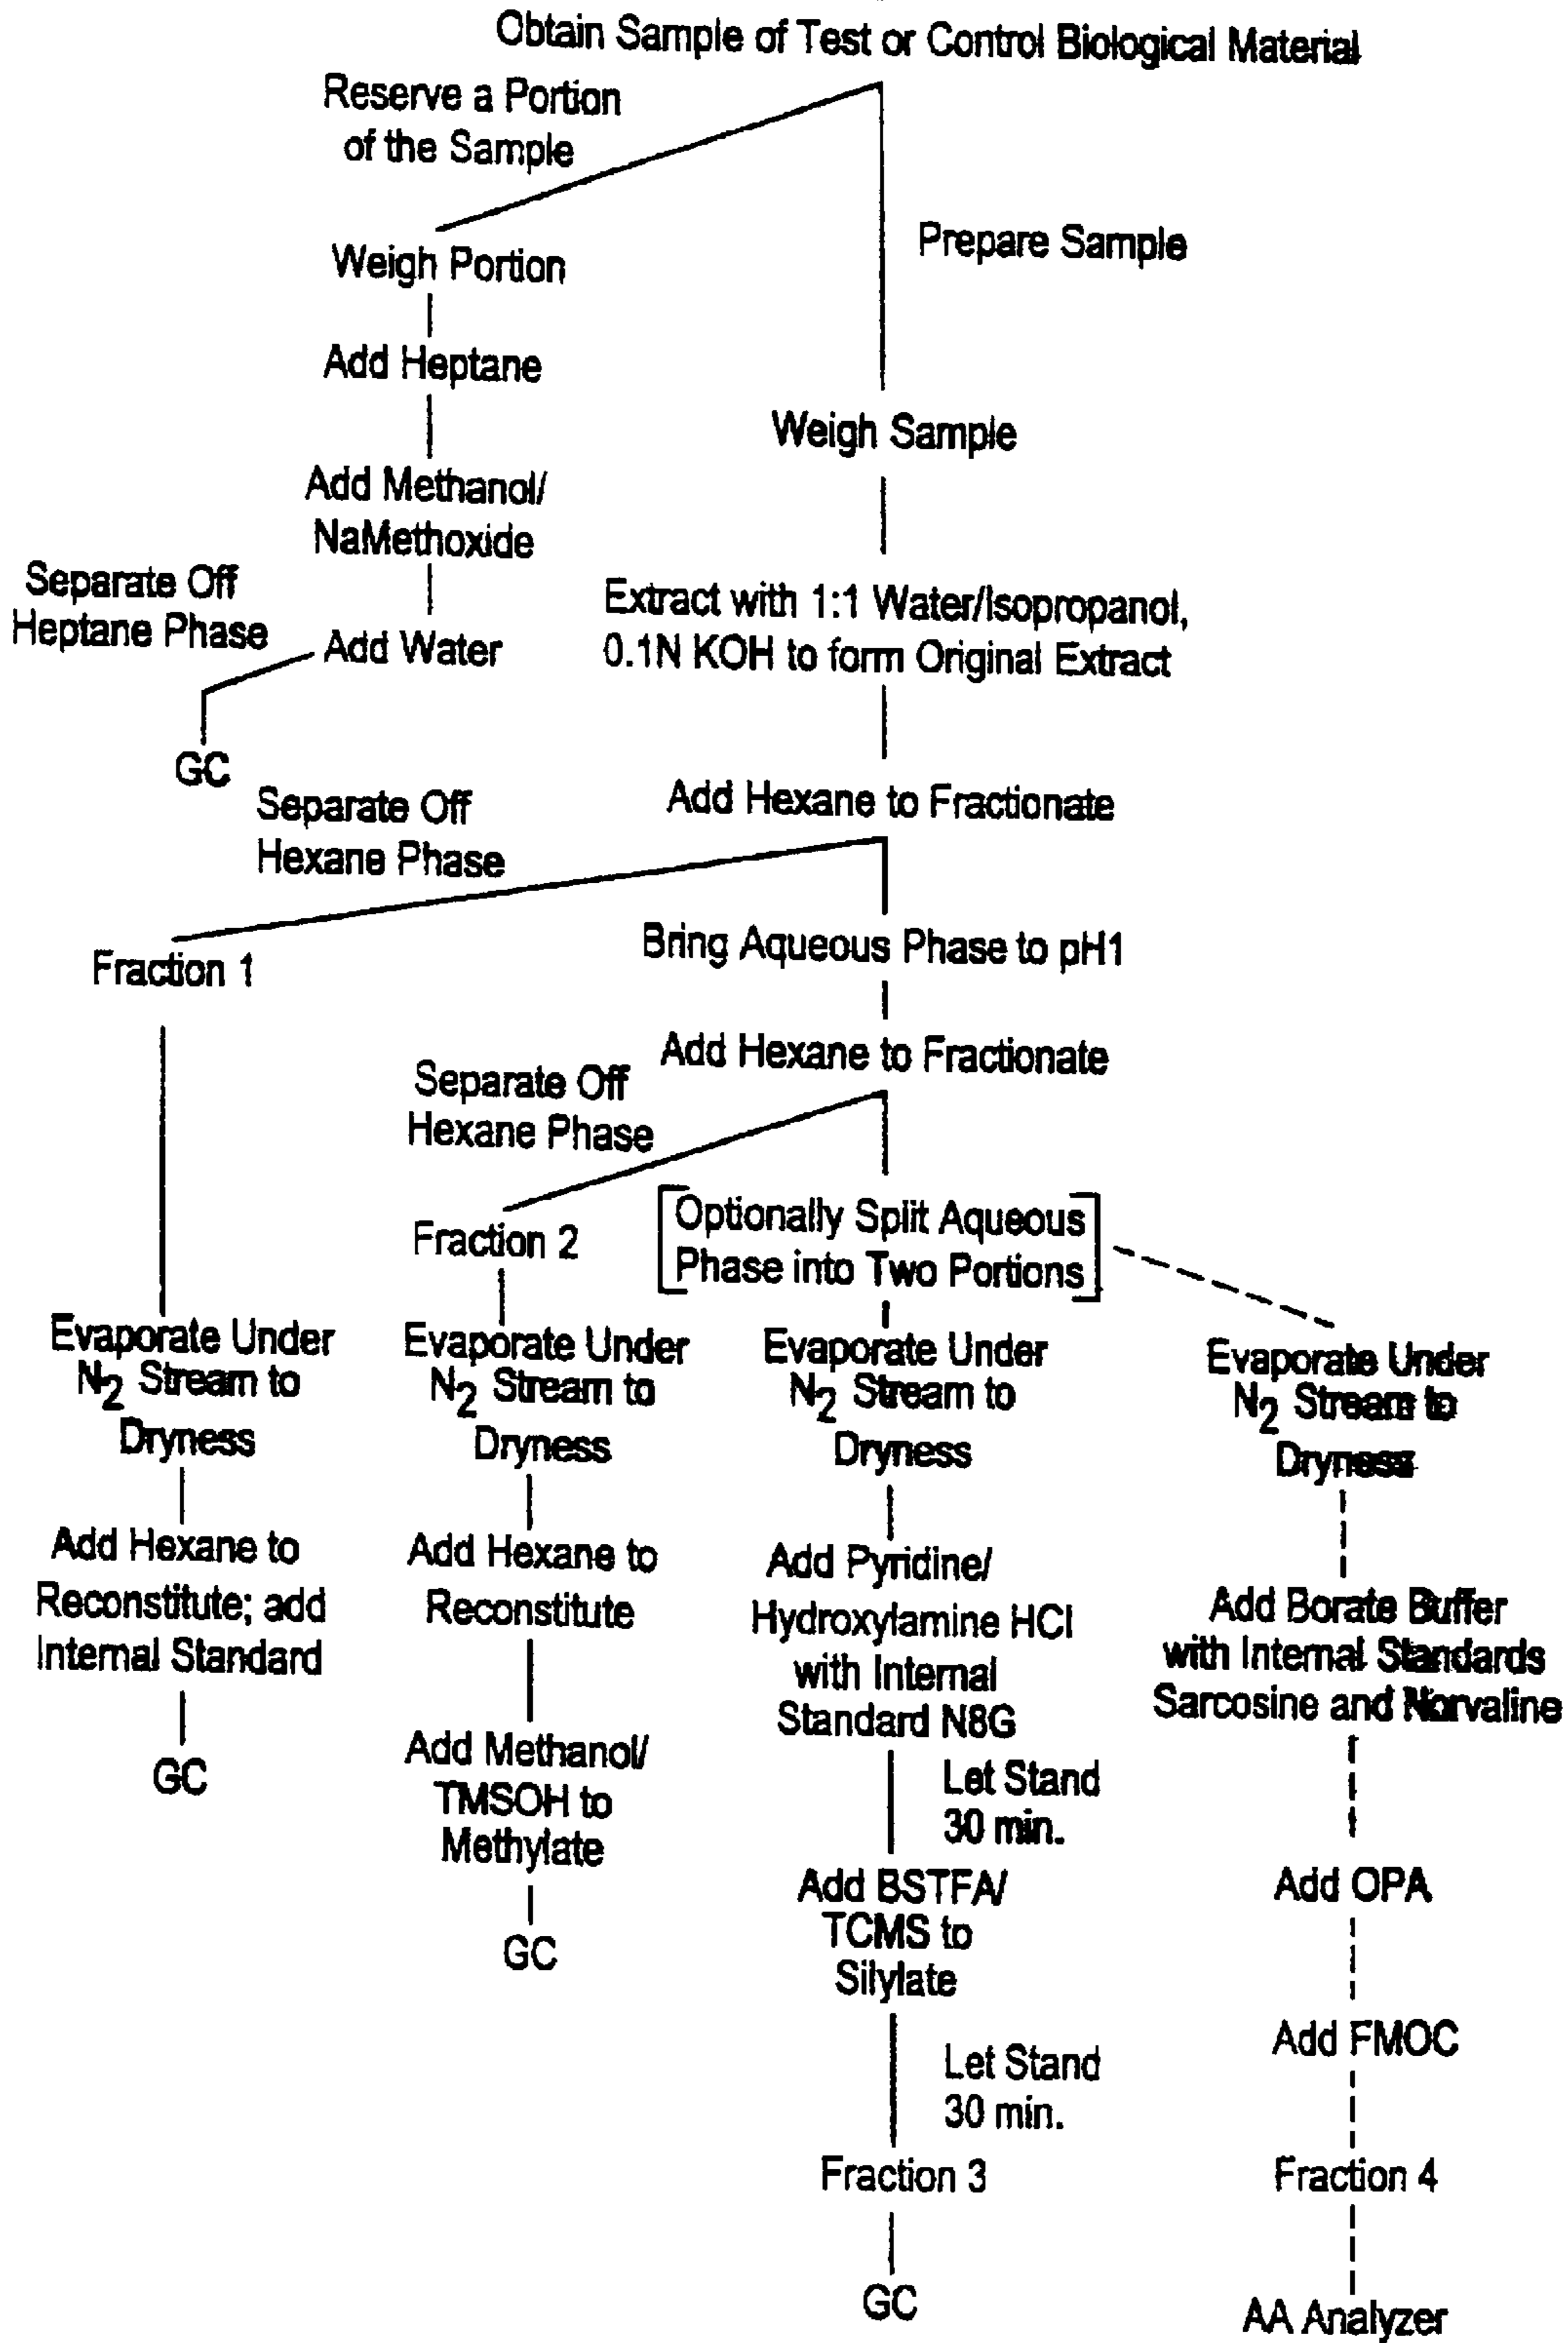 Obtain Sample of Test or Control Biological Material
Reserve a Portion
of the Sample
Prepare Sample
Weigh Portion
Add Heptane
Weigh Sample
Add Methanol/
NaMethoxide
Separate Off
Heptane Phase
Add Water
Extract with 1:1 Water/Isopropanol,
0.1N KOH to form Original Extract
GC
Separate Off
Hexane Phase
Add Hexane to Fractionate
Fraction 1
Bring Aqueous Phase to pH1
Add Hexane to Fractionate
Separate Off
Hexane Phase
Fraction 2
Optionally Split Aqueous
Phase into Two Portions
Evaporate Under
N2 Stream to
Dryness
Add Hexane to
Reconstitute; add
Internal Standard
GC
Evaporate Under
N2 Stream to
Dryness
Add Hexane to
Reconstitute
Add Methanol/
TMSOH to
Methylate
GC
Evaporate Under
N2 Stream to
Dryness
Add Pyridine/
Hydroxylamine HCl
with Internal
Standard N8G
Let Stand
30 min.
Add BSTFA/
TCMS to
Silylate
Let Stand
30 min.
Fraction 3
GC
Evaporate Under
N2 Stream to
Dryness
Add Borate Buffer
with Internal Standards
Sarcosine and Norvaline
Add OPA
Add FMOC
Fraction 4
AA Analyzer